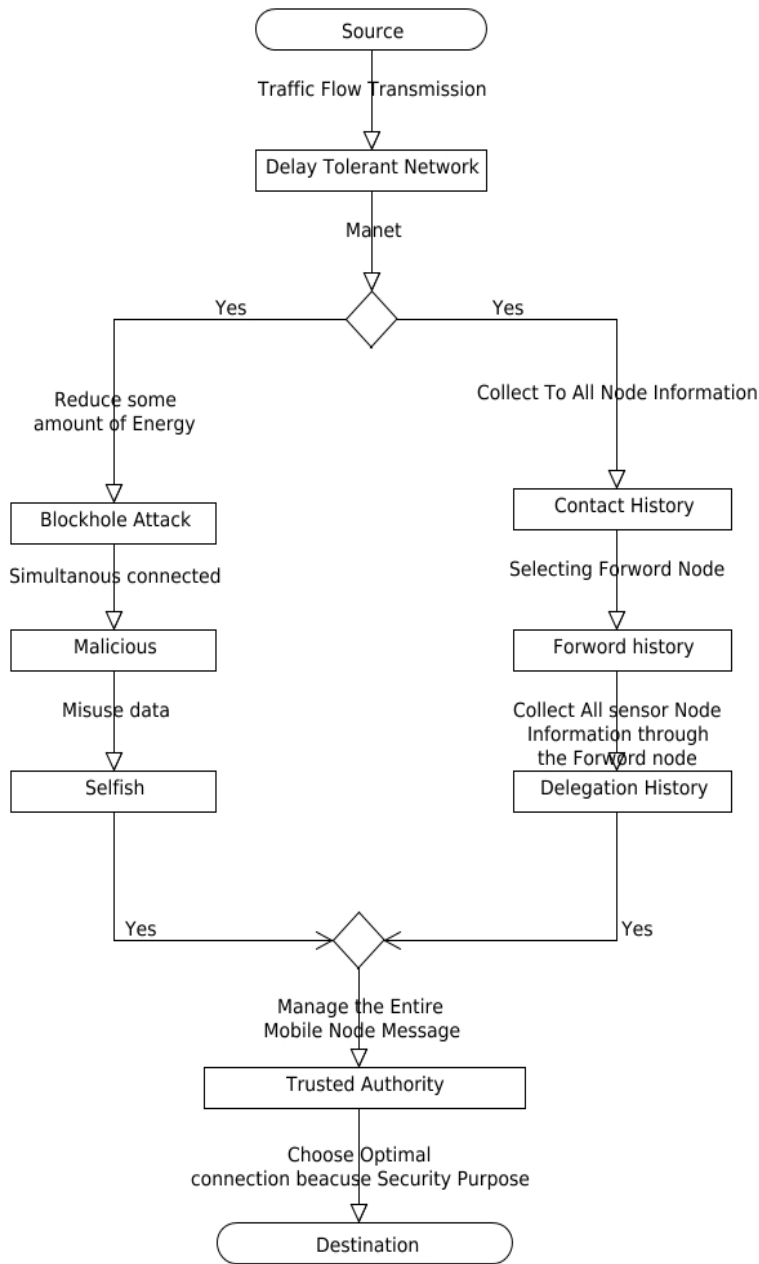 Source
Traffic Flow Transmission
Delay Tolerant Network
Manet
Yes
Yes
Reduce some
amount of Energy
Collect To All Node Information
Blockhole Attack
Contact History
Simultanous connected
Selecting Forword Node
Malicious
Forword history
Misuse data
Collect All sensor Node
Information through
the Forword node
Selfish
Delegation History
Yes
Yes
Manage the Entire
Mobile Node Message
Trusted Authority
Choose Optimal
connection beacuse Security Purpose
Destination